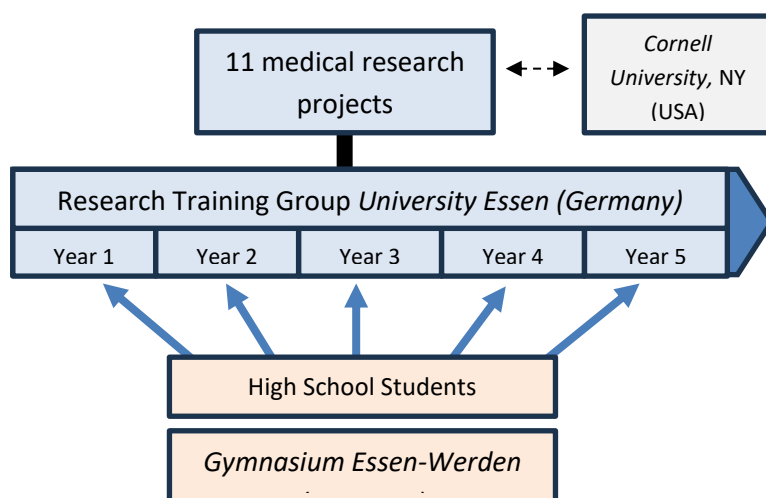 11 medical research
projects
Cornell
University, NY
(USA)
Research Training Group University Essen (Germany)
Year 1
Year 2
Year 3
Year 4
Year 5
High School Students
Gymnasium Essen-Werden